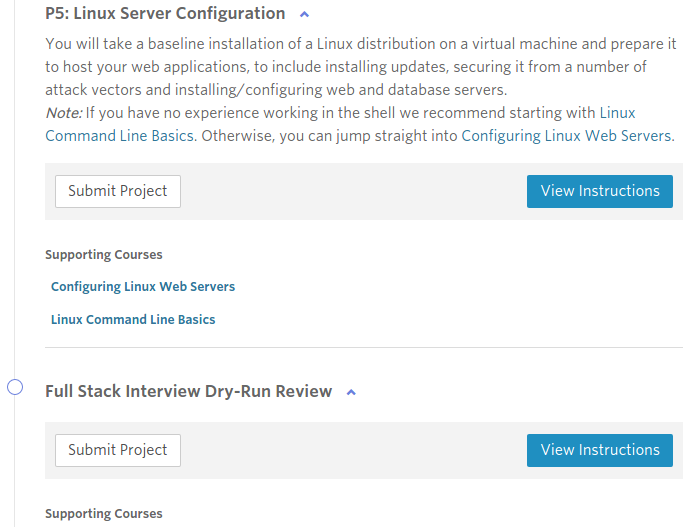 P5: Linux Server Configuration
You will take a baseline installation of a Linux distribution on a virtual machine and prepare it
to host your web applications, to include installing updates, securing it from a number of
attack vectors and installing/configuring web and database servers.
Note: If you have no experience working in the shell we recommend starting with Linux
Command Line Basics. Otherwise, you can jump straight into Configuring Linux Web Servers.
Submit Project
View Instructions
Supporting Courses
Configuring Linux Web Servers
Linux Command Line Basics
Full Stack Interview Dry-Run Review
Submit Project
View Instructions
Supporting Courses